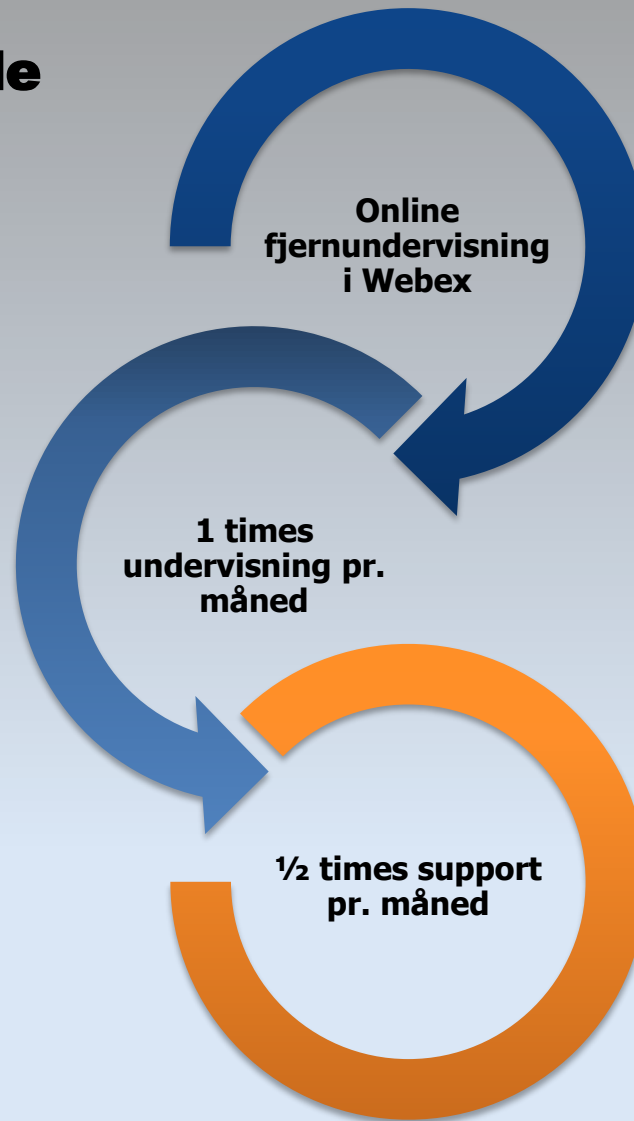 Online
fjernundervisning
i Webex
1 times
undervisning pr.
måned
½ times support
pr. måned